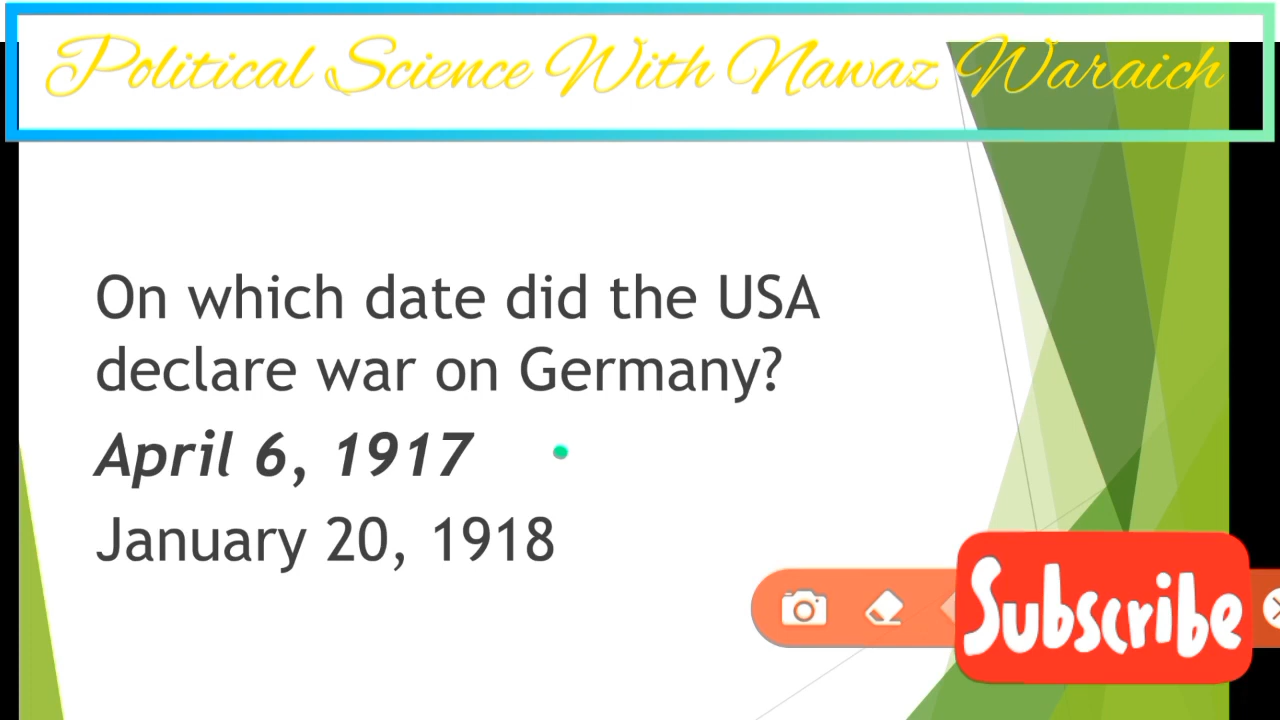 Political Science With Nawaz Waraich
On which date did the USA
declare war on Germany?
April 6, 1917
January 20, 1918
Subscribe